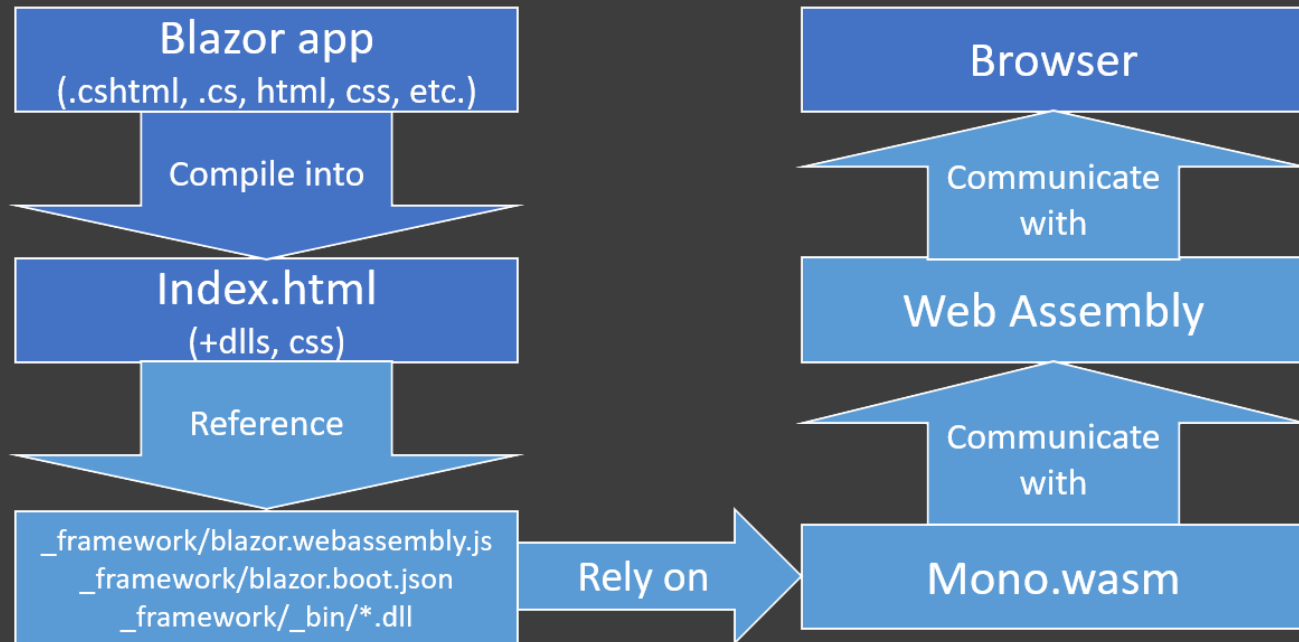 Blazor app
(.cshtml, .cs, html, css, etc.)
Compile into
Index.html
(+dlls, css)
Reference
_framework/blazor.webassembly.js
_framework/blazor.boot.json
_framework/_bin/*.dll
Rely on
Mono.wasm
Communicate
with
Web Assembly
Communicate
with
Browser